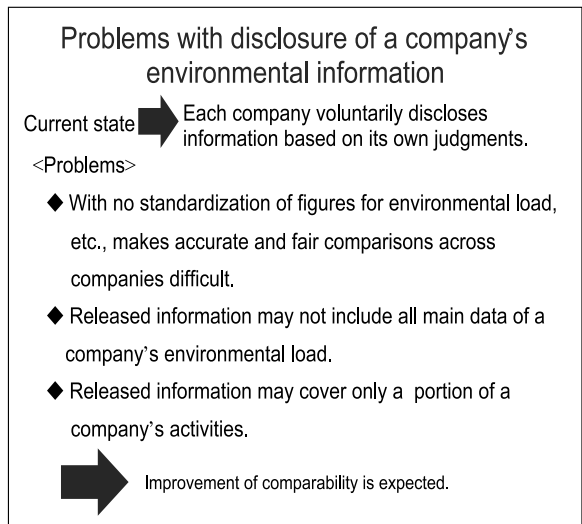 Problems with disclosure of a company's
environmental information
Current state
Each company voluntarily discloses
information based on its own judgments.
<Problems>
◆ With no standardization of figures for environmental load,
etc., makes accurate and fair comparisons across
companies difficult.
◆ Released information may not include all main data of a
company's environmental load.
◆ Released information may cover only a portion of a
company's activities.
Improvement of comparability is expected.